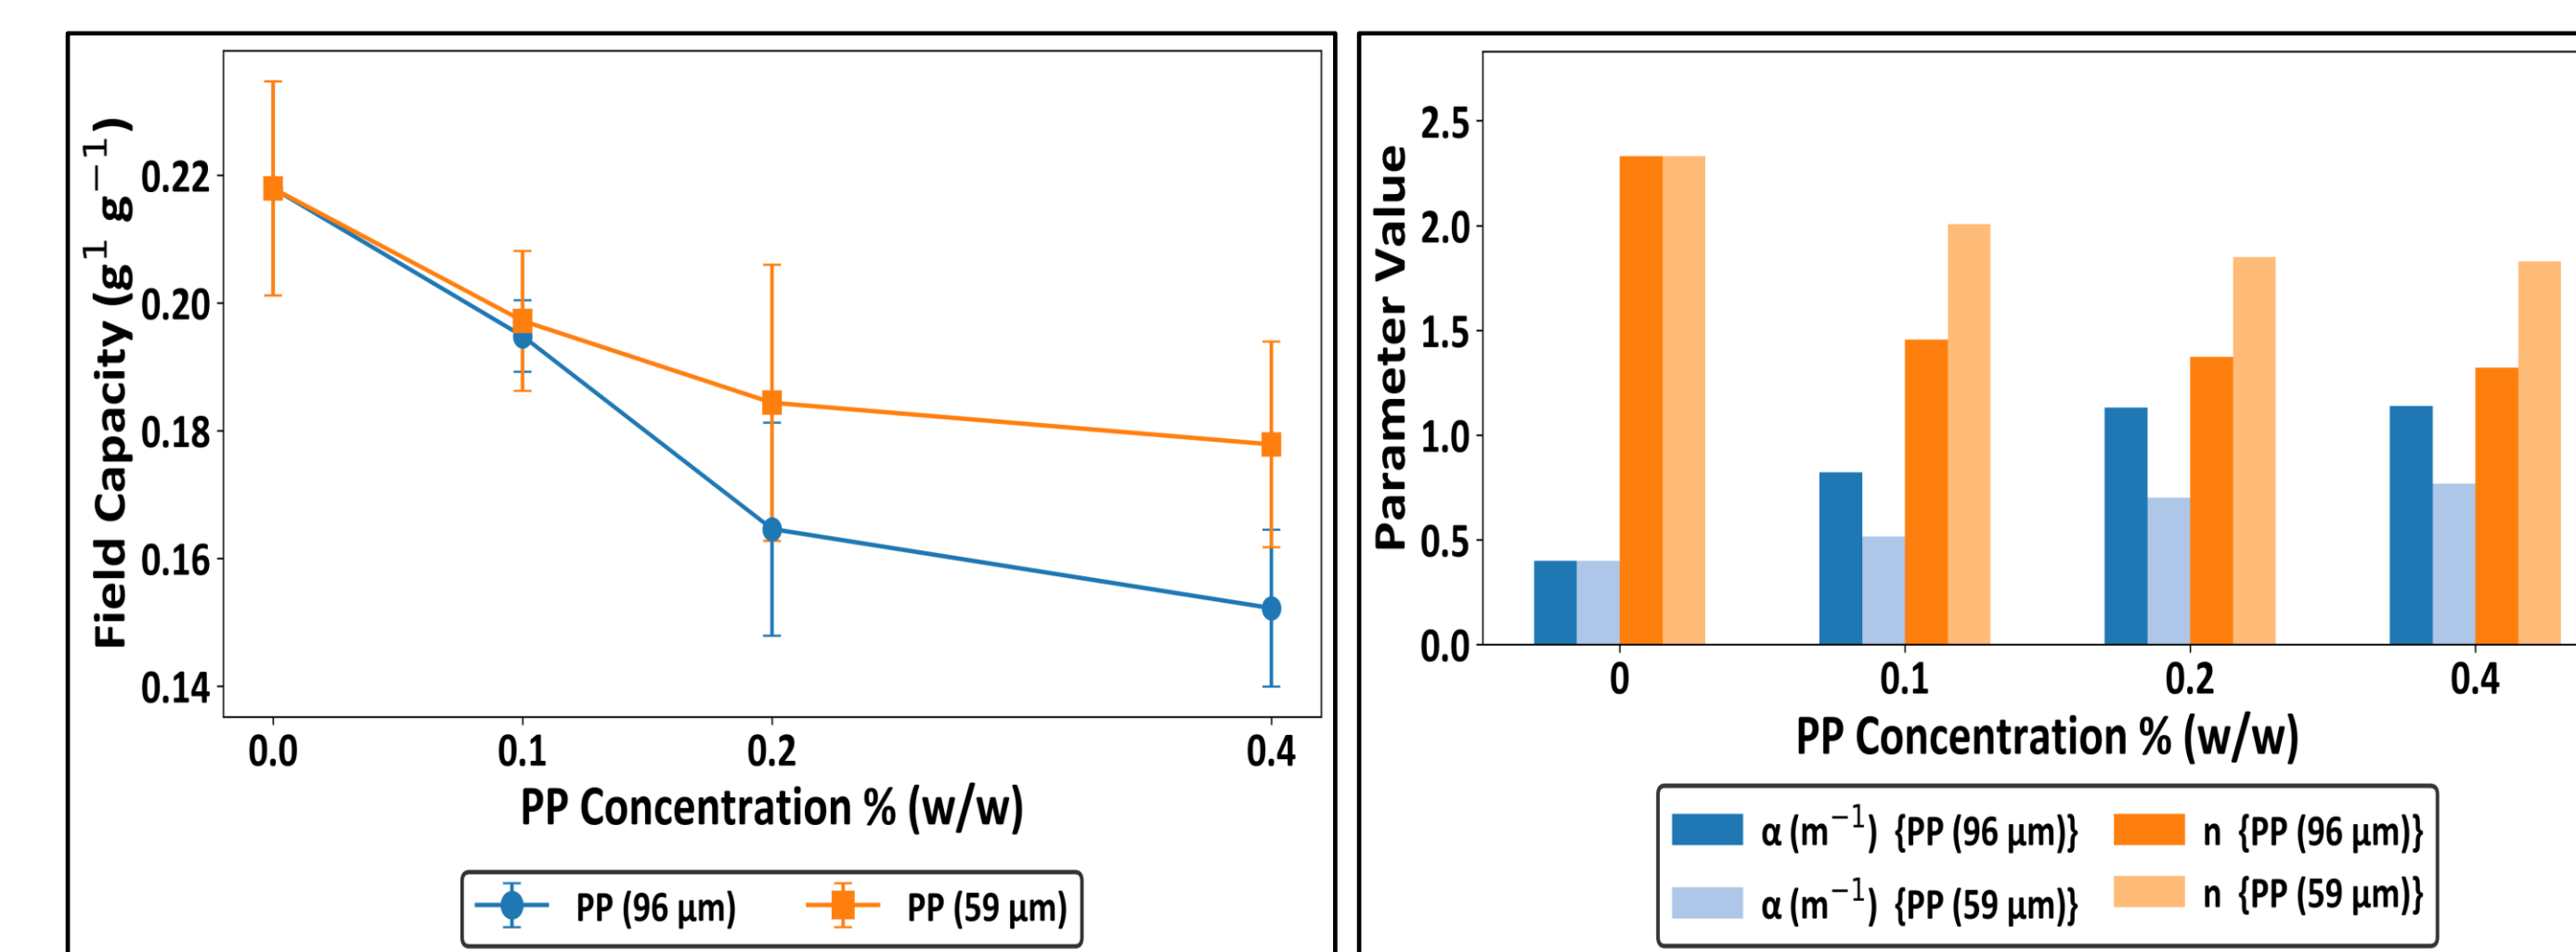 Field Capacity (g¹ g⁻¹)
0.22
0.20
0.18
0.16
0.14
0.0 0.1 0.2 0.4
PP Concentration % (w/w)
PP (96 µm) PP (59 µm)
Parameter Value
2.5
2.0
1.5
1.0
0.5
0.0
0 0.1 0.2 0.4
PP Concentration % (w/w)
α (m⁻¹) {PP (96 µm)} n {PP (96 µm)}
α (m⁻¹) {PP (59 µm)} n {PP (59 µm)}